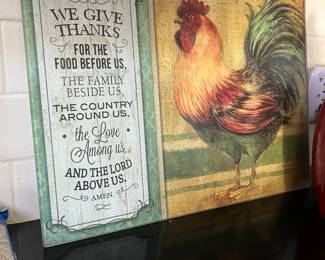 WE GIVE
THANKS
FOR THE
FOOD BEFORE US,
THE FAMILY
BESIDE US,
THE COUNTRY
AROUND US,
the Love
Among us,
AND THE LORD
ABOVE US,
AMEN.